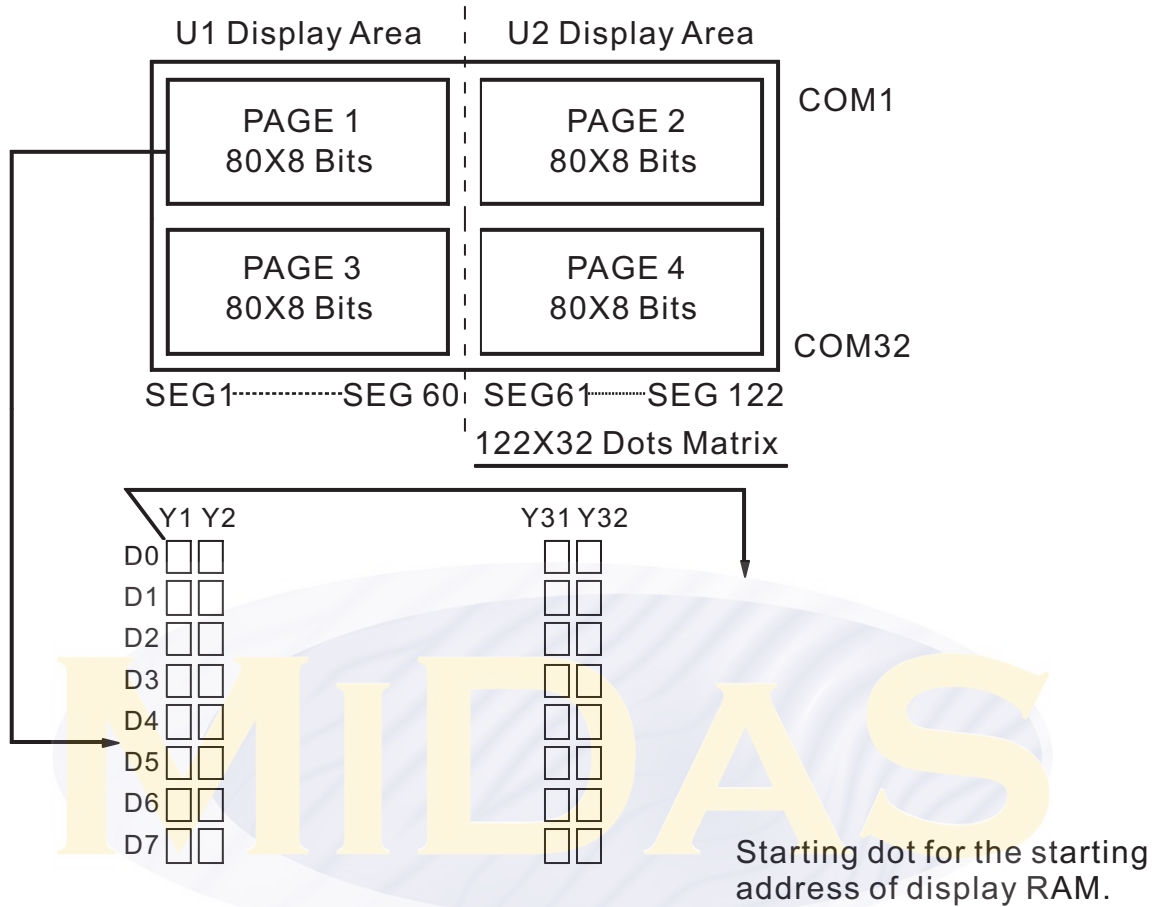 U1 Display Area U2 Display Area
PAGE 1 PAGE 2 COM1
80X8 Bits 80X8 Bits
PAGE 3 PAGE 4
80X8 Bits 80X8 Bits
COM32
SEG1 SEG 60 SEG61 SEG 122
122X32 Dots Matrix
Y1 Y2 Y31 Y32
D0
D1
D2
D3
D4
D5
D6
D7
MIDAS
Starting dot for the starting
address of display RAM.